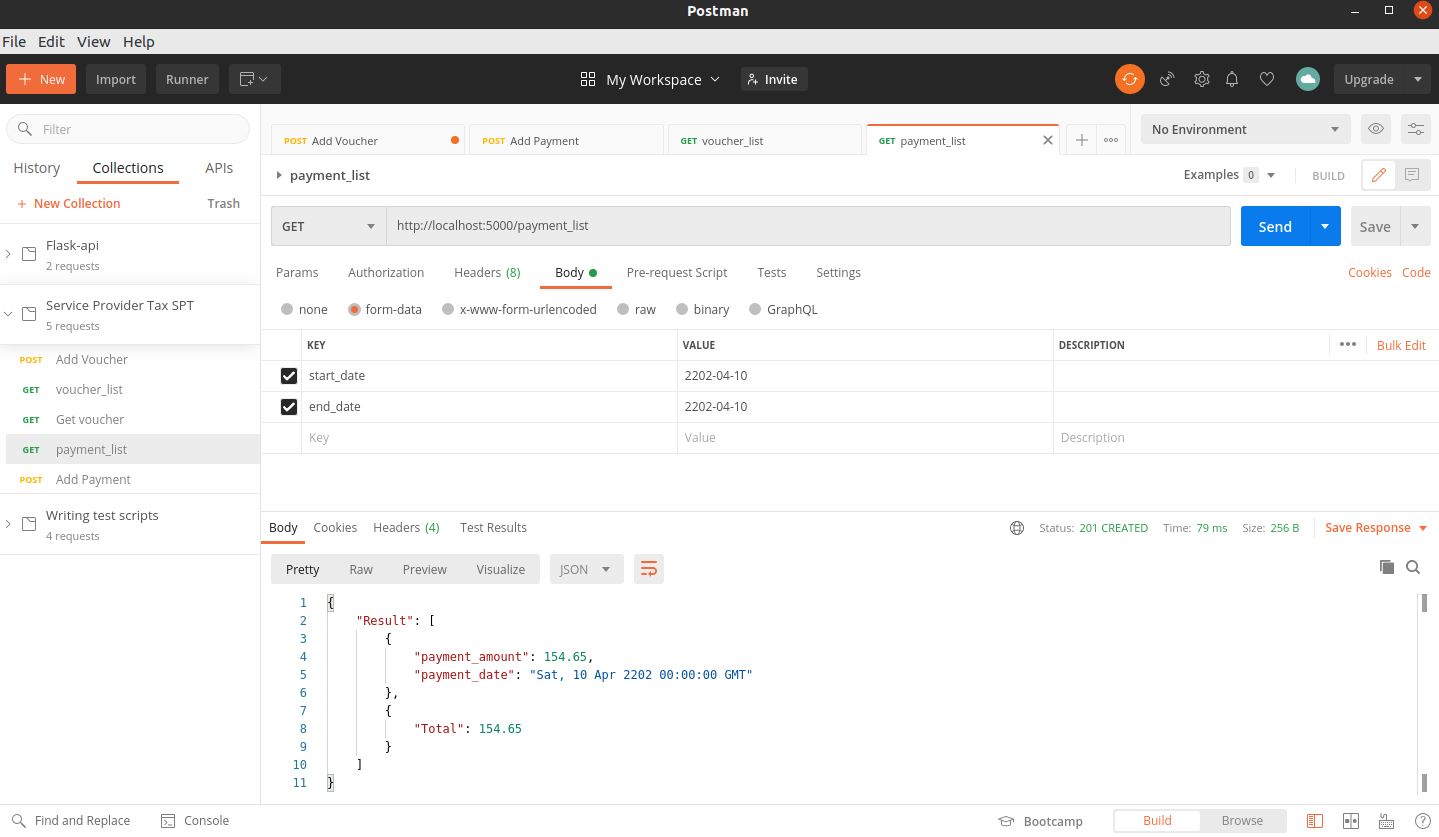 Postman
File Edit View Help
New Import Runner My Workspace Invite Upgrade
Filter
History Collections APIs
+ New Collection Trash
Flask-api
2 requests
Service Provider Tax SPT
5 requests
POST Add Voucher
GET voucher_list
GET Get voucher
GET payment_list
POST Add Payment
Writing test scripts
4 requests
POST Add Voucher POST Add Payment GET voucher_list GET payment_list No Environment
payment_list Examples 0 BUILD
GET http://localhost:5000/payment_list Send Save
Params Authorization Headers (8) Body Pre-request Script Tests Settings Cookies Code
none form-data x-www-form-urlencoded raw binary GraphQL
KEY VALUE DESCRIPTION ••• Bulk Edit
start_date 2202-04-10
end_date 2202-04-10
Key Value Description
Body Cookies Headers (4) Test Results Status: 201 CREATED Time: 79 ms Size: 256 B Save Response
Pretty Raw Preview Visualize JSON
1 {
2 "Result": [
3 {
4 "payment_amount": 154.65,
5 "payment_date": "Sat, 10 Apr 2202 00:00:00 GMT"
6 },
7 {
8 "Total": 154.65
9 }
10 ]
11 }
Find and Replace Console Bootcamp Build Browse